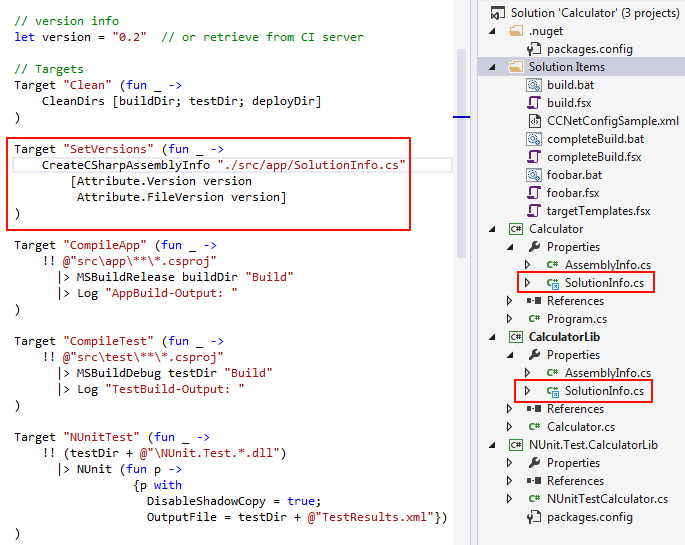 // version info
let version = "0.2"  // or retrieve from CI server
// Targets
Target "Clean" (fun _ ->
    CleanDirs [buildDir; testDir; deployDir]
)
Target "SetVersions" (fun _ ->
    CreateCSharpAssemblyInfo "./src/app/SolutionInfo.cs"
        [Attribute.Version version
         Attribute.FileVersion version]
)
Target "CompileApp" (fun _ ->
    !! @"src\app\**\*.csproj"
      |> MSBuildRelease buildDir "Build"
      |> Log "AppBuild-Output: "
)
Target "CompileTest" (fun _ ->
    !! @"src\test\**\*.csproj"
      |> MSBuildDebug testDir "Build"
      |> Log "TestBuild-Output: "
)
Target "NUnitTest" (fun _ ->
    !! (testDir + @"\NUnit.Test.*.dll")
      |> NUnit (fun p ->
                 {p with
                   DisableShadowCopy = true;
                   OutputFile = testDir + @"TestResults.xml"})
)
Solution 'Calculator' (3 projects)
.nuget
packages.config
Solution Items
build.bat
build.fsx
CCNetConfigSample.xml
completeBuild.bat
completeBuild.fsx
foobar.bat
foobar.fsx
targetTemplates.fsx
C# Calculator
Properties
C# AssemblyInfo.cs
C# SolutionInfo.cs
References
C# Program.cs
C# CalculatorLib
Properties
C# AssemblyInfo.cs
C# SolutionInfo.cs
References
C# Calculator.cs
C# NUnit.Test.CalculatorLib
Properties
References
C# NUnitTestCalculator.cs
packages.config